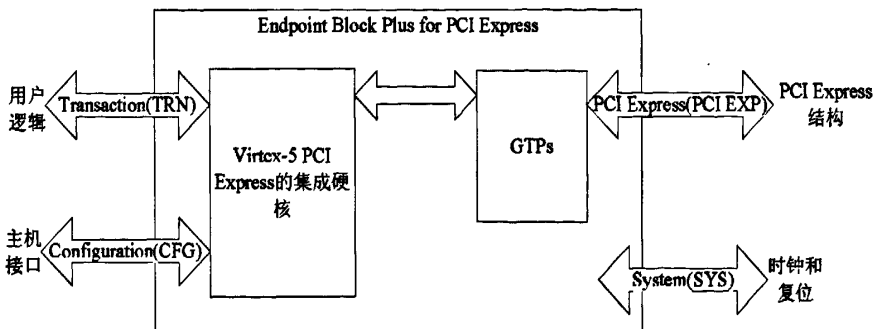 Endpoint Block Plus for PCI Express
用户
逻辑
Transaction(TRN)
Virtex-5 PCI
Express的集成硬
核
GTPs
PCI Express(PCI EXP)
PCI Express
结构
主机
接口
Configuration(CFG)
System(SYS)
时钟和
复位